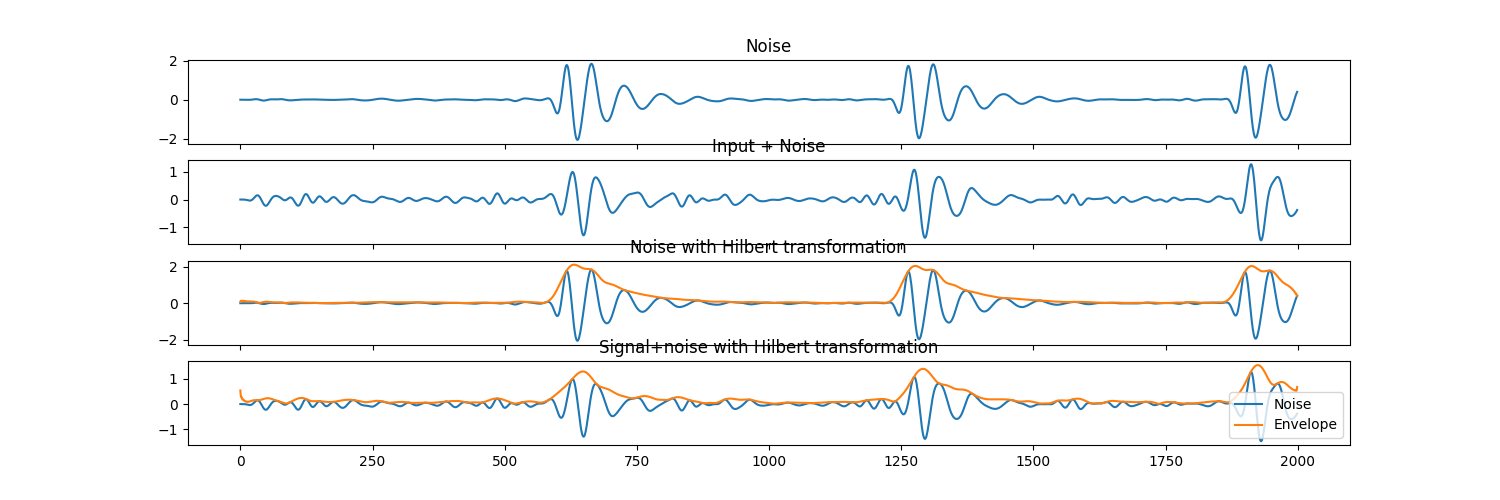 Noise
2
0
−2
Input + Noise
1
0
−1
Noise with Hilbert transformation
2
0
−2
Signal+noise with Hilbert transformation
1
0
−1
Noise
Envelope
0 250 500 750 1000 1250 1500 1750 2000